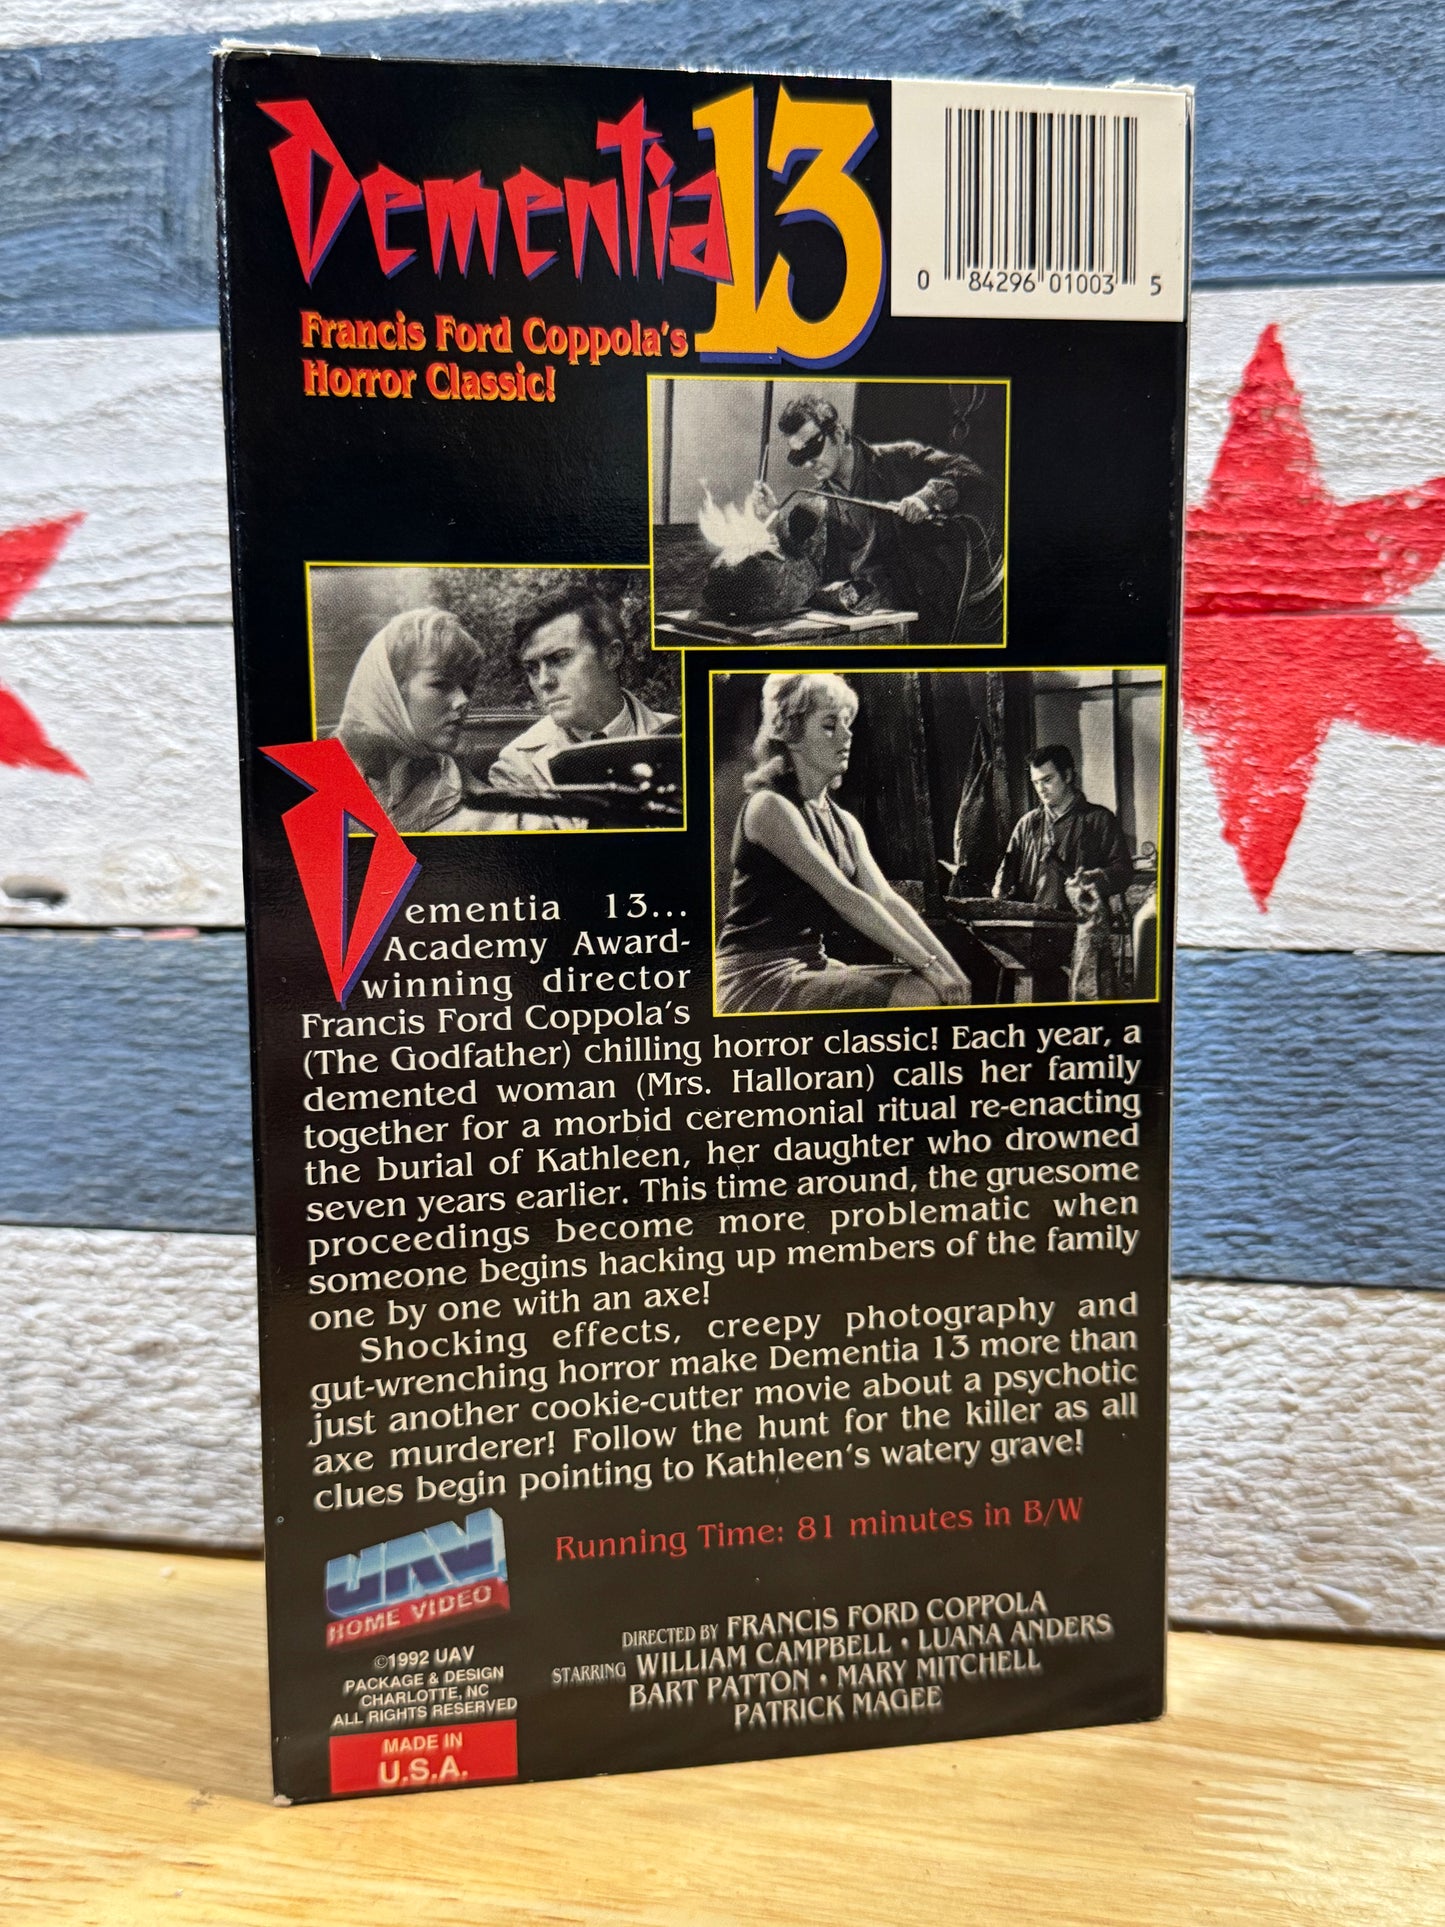 Dementia 13
0 84296 01003 5
Francis Ford Coppola's
Horror Classic!
Dementia 13...
Academy Award-
winning director
Francis Ford Coppola's
(The Godfather) chilling horror classic! Each year, a
demented woman (Mrs. Halloran) calls her family
together for a morbid ceremonial ritual re-enacting
the burial of Kathleen, her daughter who drowned
seven years earlier. This time around, the gruesome
proceedings become more problematic when
someone begins hacking up members of the family
one by one with an axe!
Shocking effects, creepy photography and
gut-wrenching horror make Dementia 13 more than
just another cookie-cutter movie about a psychotic
axe murderer! Follow the hunt for the killer as all
clues begin pointing to Kathleen's watery grave!
Running Time: 81 minutes in B/W
UAV
HOME VIDEO
©1992 UAV
PACKAGE & DESIGN
CHARLOTTE, NC
ALL RIGHTS RESERVED
MADE IN
U.S.A.
DIRECTED BY FRANCIS FORD COPPOLA
STARRING WILLIAM CAMPBELL • LUANA ANDERS
BART PATTON • MARY MITCHELL
PATRICK MAGEE